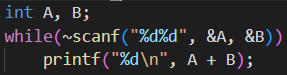 int A, B;
while(~scanf("%d%d", &A, &B))
    printf("%d\n", A + B);